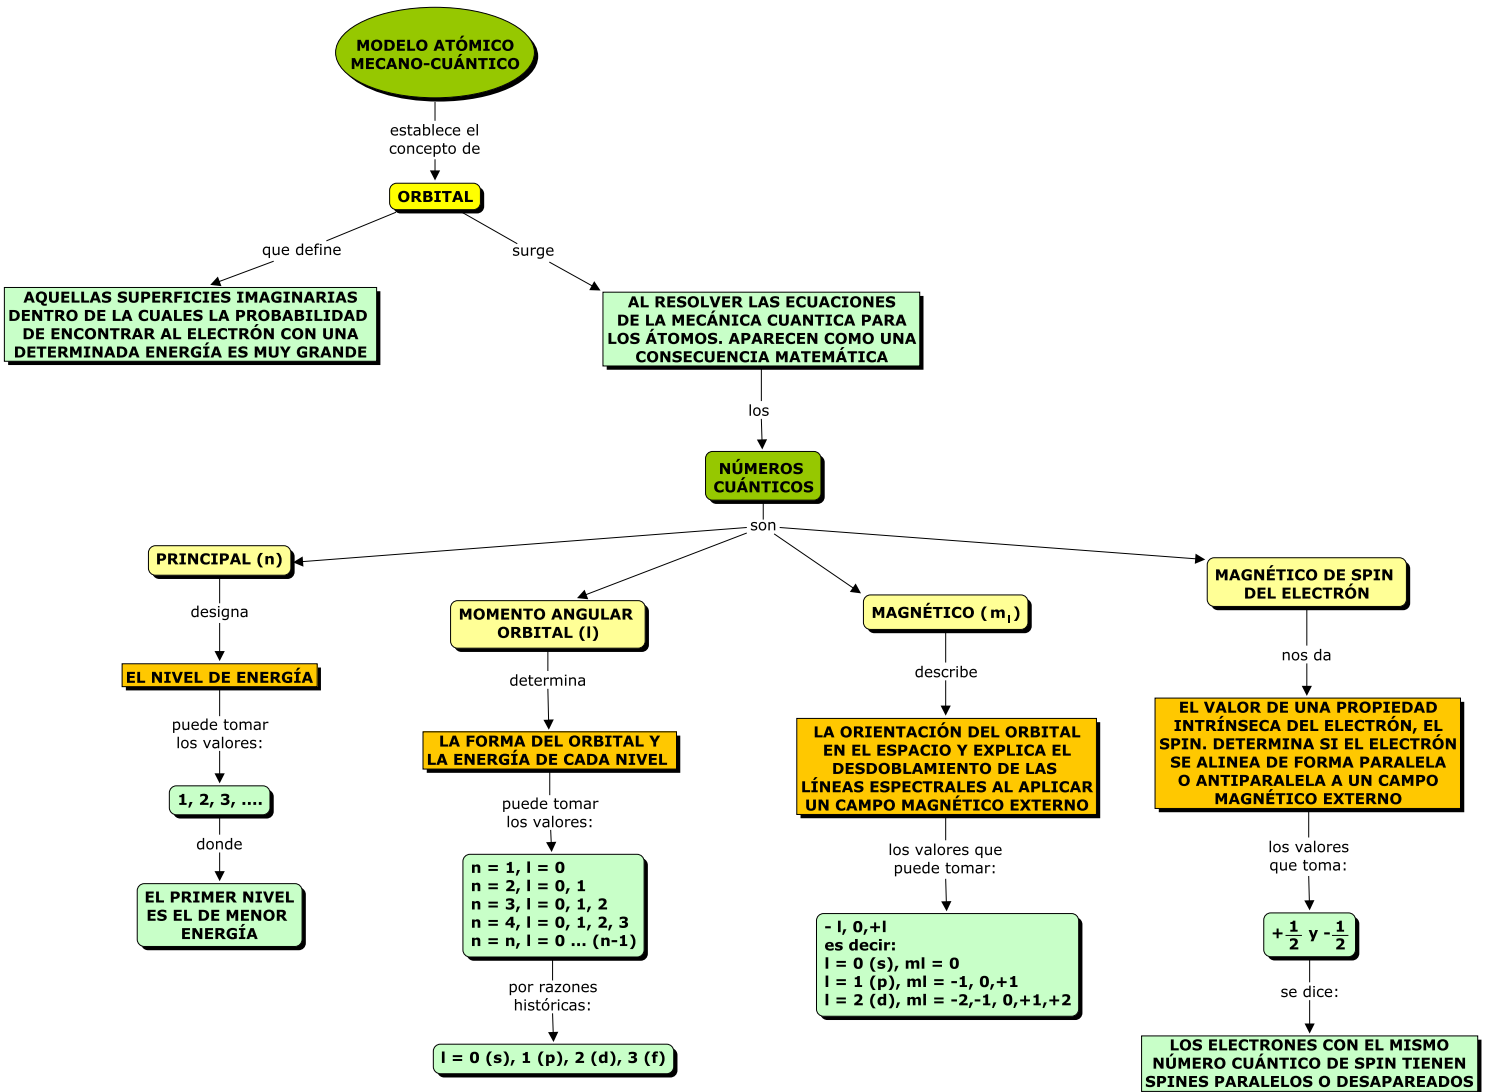 MODELO ATÓMICO
MECANO-CUÁNTICO
establece el
concepto de
ORBITAL
que define
surge
AQUELLAS SUPERFICIES IMAGINARIAS
DENTRO DE LA CUALES LA PROBABILIDAD
DE ENCONTRAR AL ELECTRÓN CON UNA
DETERMINADA ENERGÍA ES MUY GRANDE
AL RESOLVER LAS ECUACIONES
DE LA MECÁNICA CUANTICA PARA
LOS ÁTOMOS. APARECEN COMO UNA
CONSECUENCIA MATEMÁTICA
los
NÚMEROS
CUÁNTICOS
son
PRINCIPAL (n)
designa
EL NIVEL DE ENERGÍA
puede tomar
los valores:
1, 2, 3, ....
donde
EL PRIMER NIVEL
ES EL DE MENOR
ENERGÍA
MOMENTO ANGULAR
ORBITAL (l)
determina
LA FORMA DEL ORBITAL Y
LA ENERGÍA DE CADA NIVEL
puede tomar
los valores:
n = 1, l = 0
n = 2, l = 0, 1
n = 3, l = 0, 1, 2
n = 4, l = 0, 1, 2, 3
n = n, l = 0 ... (n-1)
por razones
históricas:
l = 0 (s), 1 (p), 2 (d), 3 (f)
MAGNÉTICO (mₗ)
describe
LA ORIENTACIÓN DEL ORBITAL
EN EL ESPACIO Y EXPLICA EL
DESDOBLAMIENTO DE LAS
LÍNEAS ESPECTRALES AL APLICAR
UN CAMPO MAGNÉTICO EXTERNO
los valores que
puede tomar:
- l, 0,+l
es decir:
l = 0 (s), ml = 0
l = 1 (p), ml = -1, 0,+1
l = 2 (d), ml = -2,-1, 0,+1,+2
MAGNÉTICO DE SPIN
DEL ELECTRÓN
nos da
EL VALOR DE UNA PROPIEDAD
INTRÍNSECA DEL ELECTRÓN, EL
SPIN. DETERMINA SI EL ELECTRÓN
SE ALINEA DE FORMA PARALELA
O ANTIPARALELA A UN CAMPO
MAGNÉTICO EXTERNO
los valores
que toma:
+1/2 y -1/2
se dice:
LOS ELECTRONES CON EL MISMO
NÚMERO CUÁNTICO DE SPIN TIENEN
SPINES PARALELOS O DESAPAREADOS